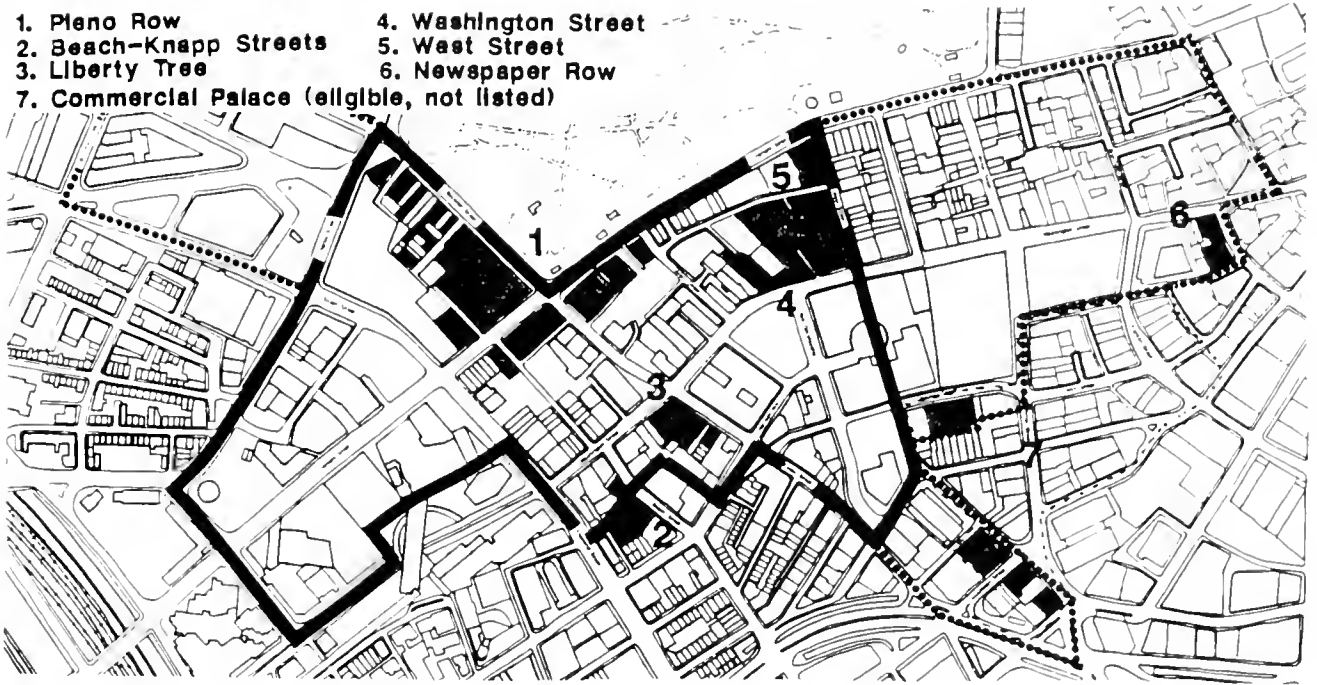 1. Piano Row
2. Beach-Knapp Streets
3. Liberty Tree
4. Washington Street
5. West Street
6. Newspaper Row
7. Commercial Palace (eligible, not listed)
5
6
1
4
3
2